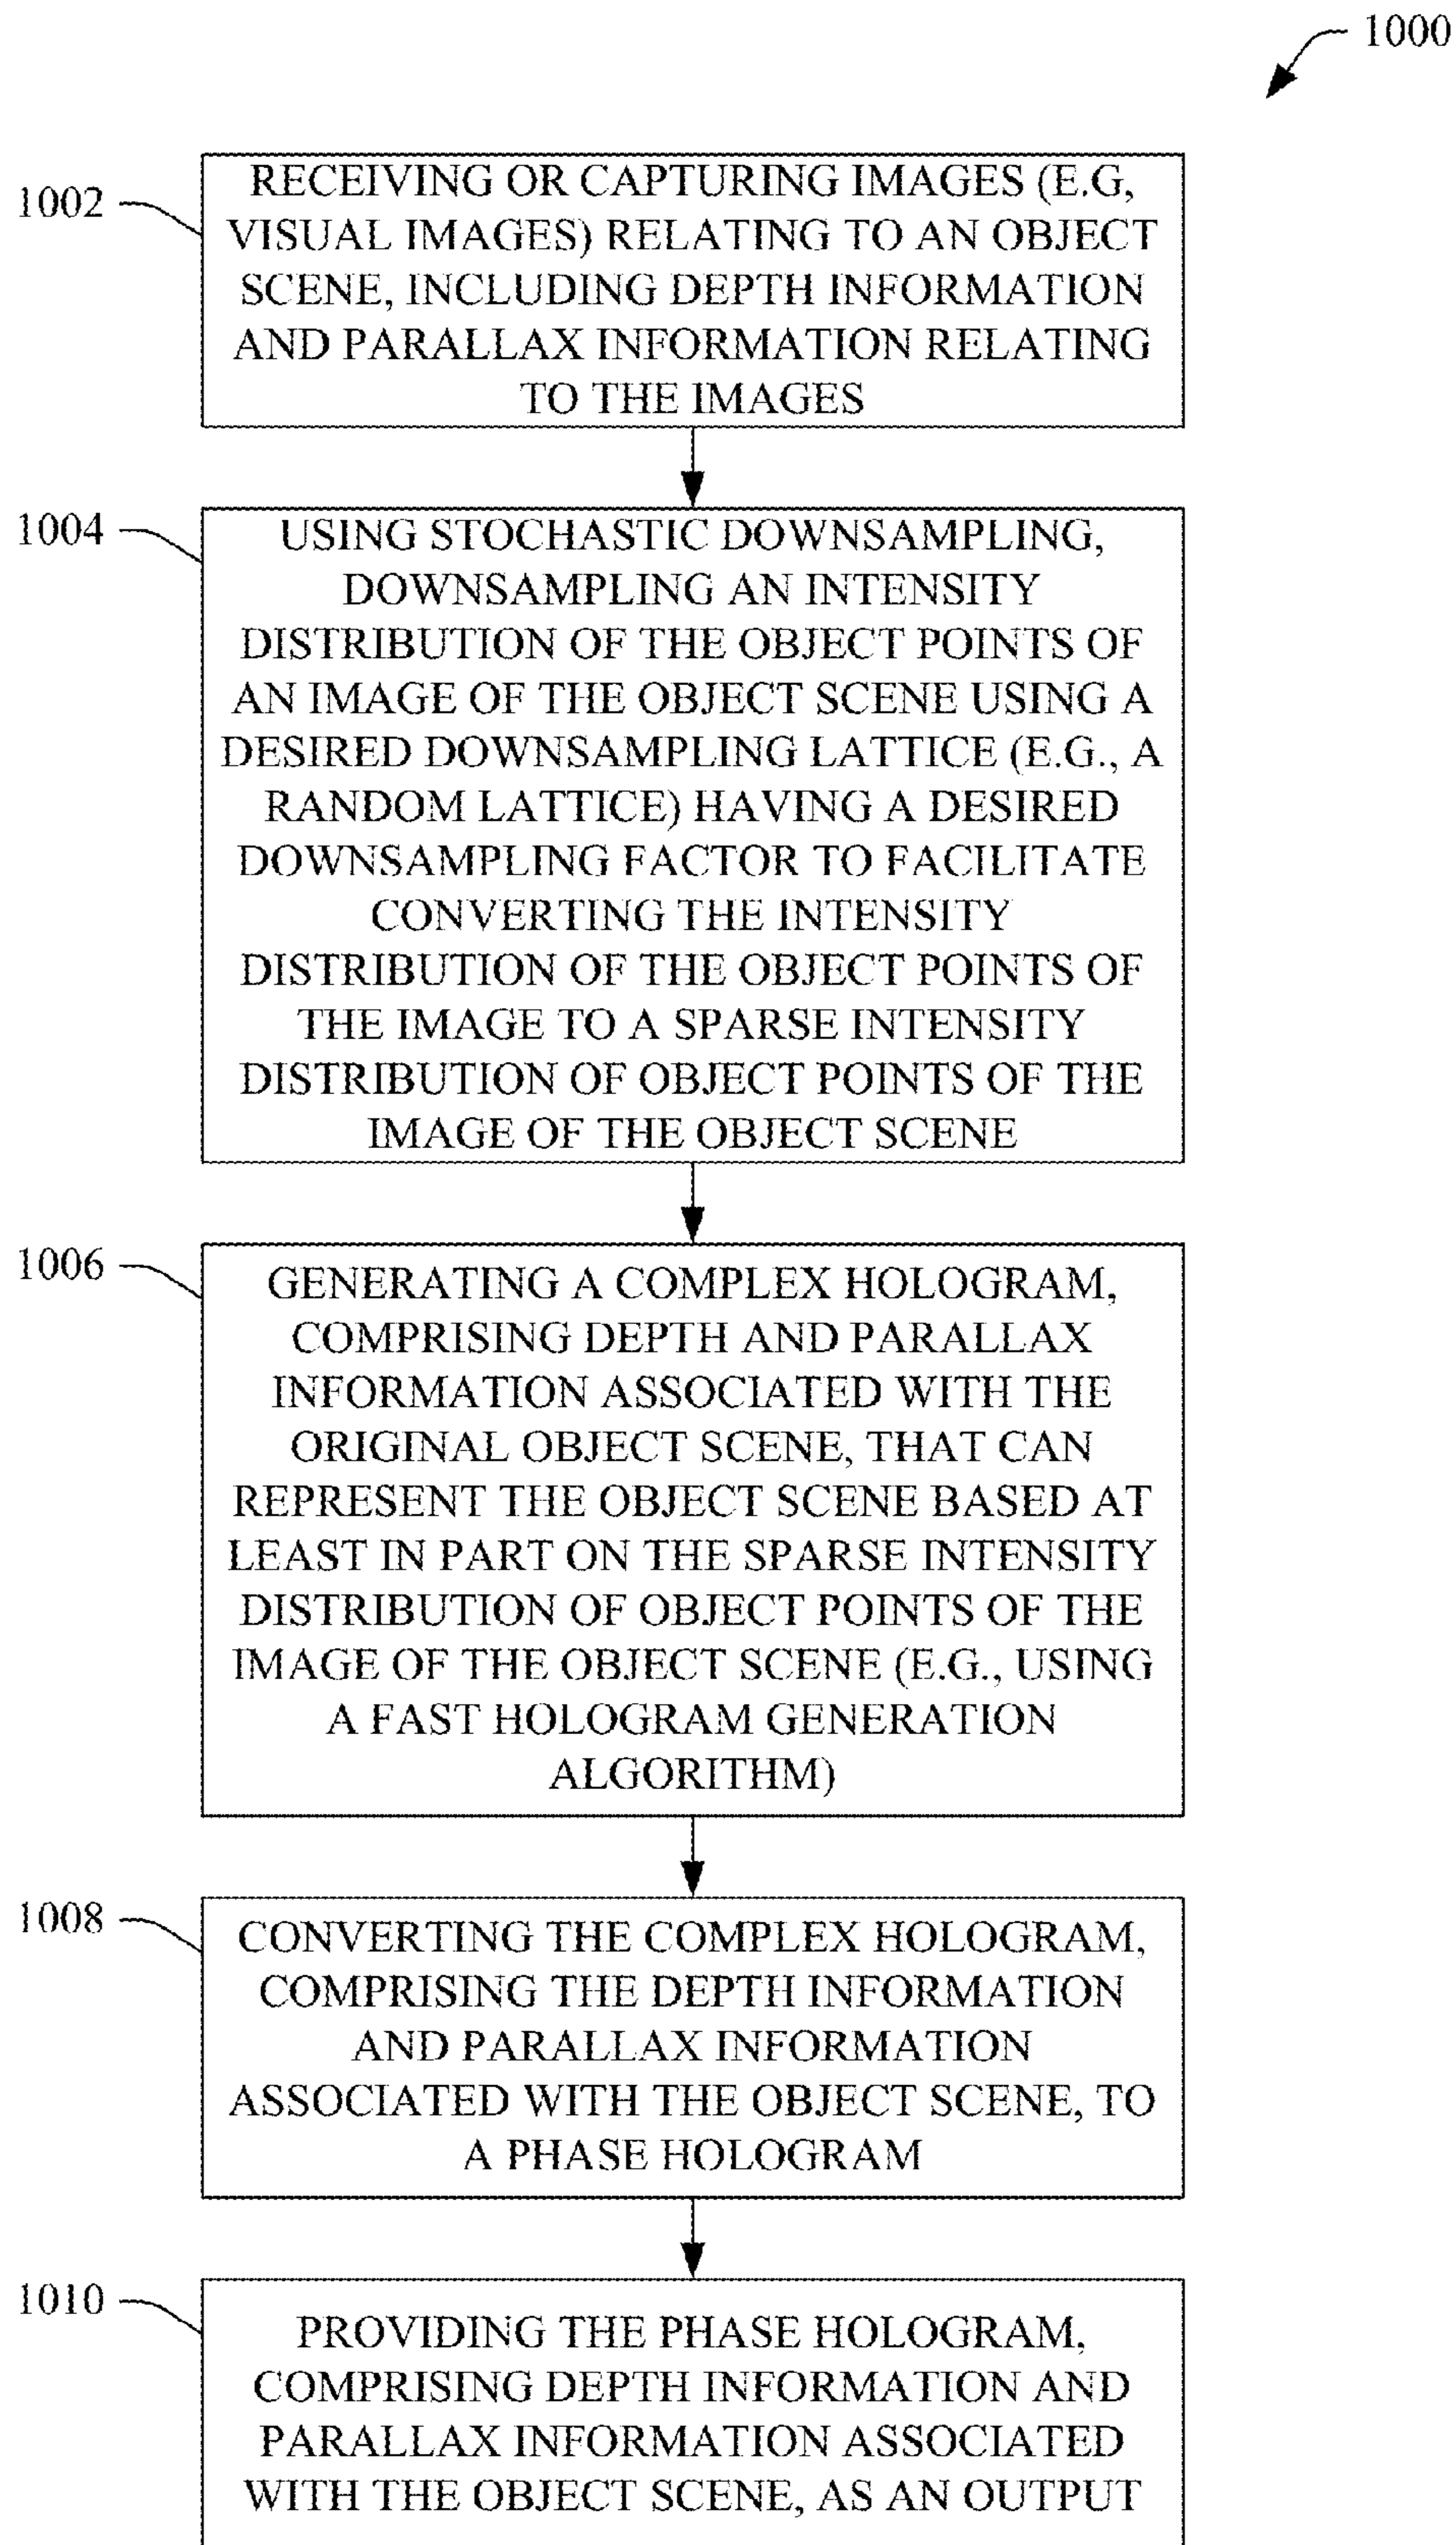 1000
1002
RECEIVING OR CAPTURING IMAGES (E.G,
VISUAL IMAGES) RELATING TO AN OBJECT
SCENE, INCLUDING DEPTH INFORMATION
AND PARALLAX INFORMATION RELATING
TO THE IMAGES
1004
USING STOCHASTIC DOWNSAMPLING,
DOWNSAMPLING AN INTENSITY
DISTRIBUTION OF THE OBJECT POINTS OF
AN IMAGE OF THE OBJECT SCENE USING A
DESIRED DOWNSAMPLING LATTICE (E.G., A
RANDOM LATTICE) HAVING A DESIRED
DOWNSAMPLING FACTOR TO FACILITATE
CONVERTING THE INTENSITY
DISTRIBUTION OF THE OBJECT POINTS OF
THE IMAGE TO A SPARSE INTENSITY
DISTRIBUTION OF OBJECT POINTS OF THE
IMAGE OF THE OBJECT SCENE
1006
GENERATING A COMPLEX HOLOGRAM,
COMPRISING DEPTH AND PARALLAX
INFORMATION ASSOCIATED WITH THE
ORIGINAL OBJECT SCENE, THAT CAN
REPRESENT THE OBJECT SCENE BASED AT
LEAST IN PART ON THE SPARSE INTENSITY
DISTRIBUTION OF OBJECT POINTS OF THE
IMAGE OF THE OBJECT SCENE (E.G., USING
A FAST HOLOGRAM GENERATION
ALGORITHM)
1008
CONVERTING THE COMPLEX HOLOGRAM,
COMPRISING THE DEPTH INFORMATION
AND PARALLAX INFORMATION
ASSOCIATED WITH THE OBJECT SCENE, TO
A PHASE HOLOGRAM
1010
PROVIDING THE PHASE HOLOGRAM,
COMPRISING DEPTH INFORMATION AND
PARALLAX INFORMATION ASSOCIATED
WITH THE OBJECT SCENE, AS AN OUTPUT